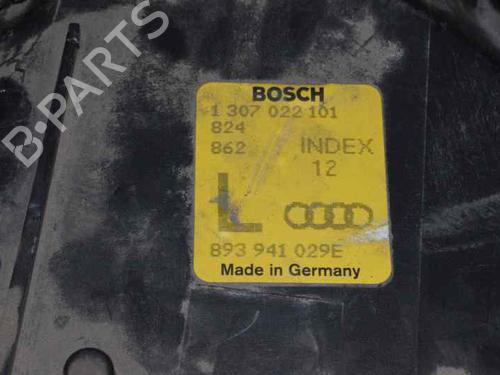 B-PARTS
BOSCH
1 307 022 101
824
862 INDEX
12
L
893 941 029E
Made in Germany